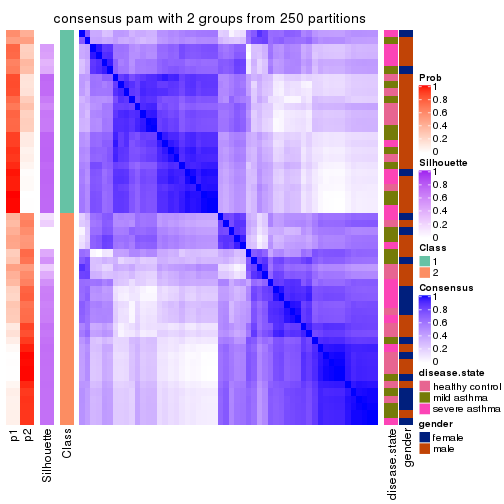 consensus pam with 2 groups from 250 partitions
Prob
1
0.8
0.6
0.4
0.2
0
Silhouette
1
0.8
0.6
0.4
0.2
0
Class
1
2
Consensus
1
0.8
0.6
0.4
0.2
0
disease.state
healthy control
mild asthma
severe asthma
gender
female
male
p1
p2
Silhouette
Class
disease.state
gender